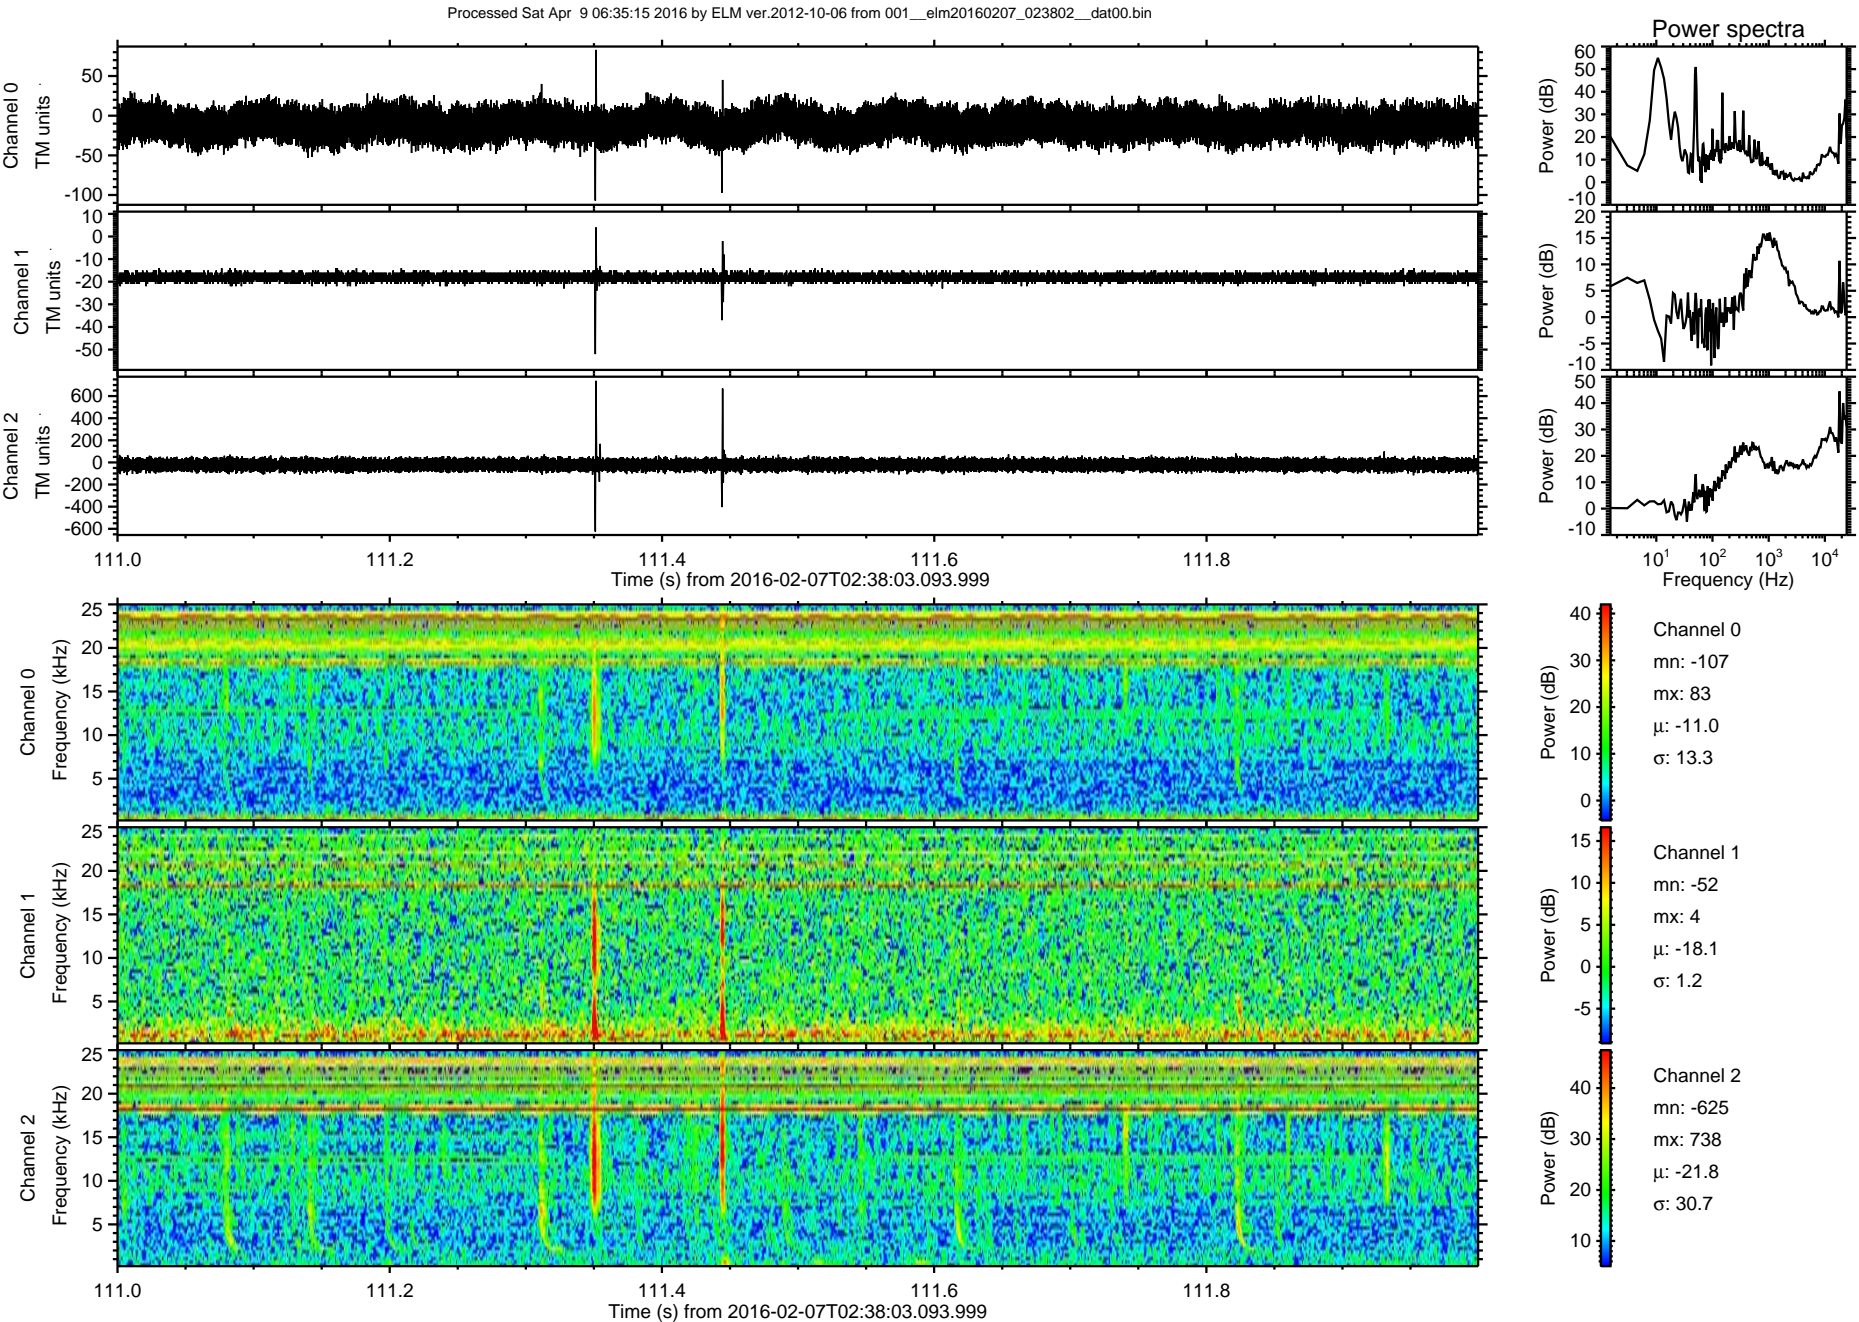 Processed Sat Apr  9 06:35:15 2016 by ELM ver.2012-10-06 from 001__elm20160207_023802__dat00.bin
Power spectra
Channel 0
TM units
50
0
-50
-100
Power (dB)
60
50
40
30
20
10
0
-10
Channel 1
TM units
10
0
-10
-20
-30
-40
-50
Power (dB)
20
15
10
5
0
-5
-10
Channel 2
TM units
600
400
200
0
-200
-400
-600
Power (dB)
50
40
30
20
10
0
-10
111.0 111.2 111.4 111.6 111.8
Time (s) from 2016-02-07T02:38:03.093.999
10¹ 10² 10³ 10⁴
Frequency (Hz)
Channel 0
Frequency (kHz)
25
20
15
10
5
Power (dB)
40
30
20
10
0
Channel 0
mn: -107
mx: 83
μ: -11.0
σ: 13.3
Channel 1
Frequency (kHz)
25
20
15
10
5
Power (dB)
15
10
5
0
-5
Channel 1
mn: -52
mx: 4
μ: -18.1
σ: 1.2
Channel 2
Frequency (kHz)
25
20
15
10
5
Power (dB)
40
30
20
10
Channel 2
mn: -625
mx: 738
μ: -21.8
σ: 30.7
111.0 111.2 111.4 111.6 111.8
Time (s) from 2016-02-07T02:38:03.093.999